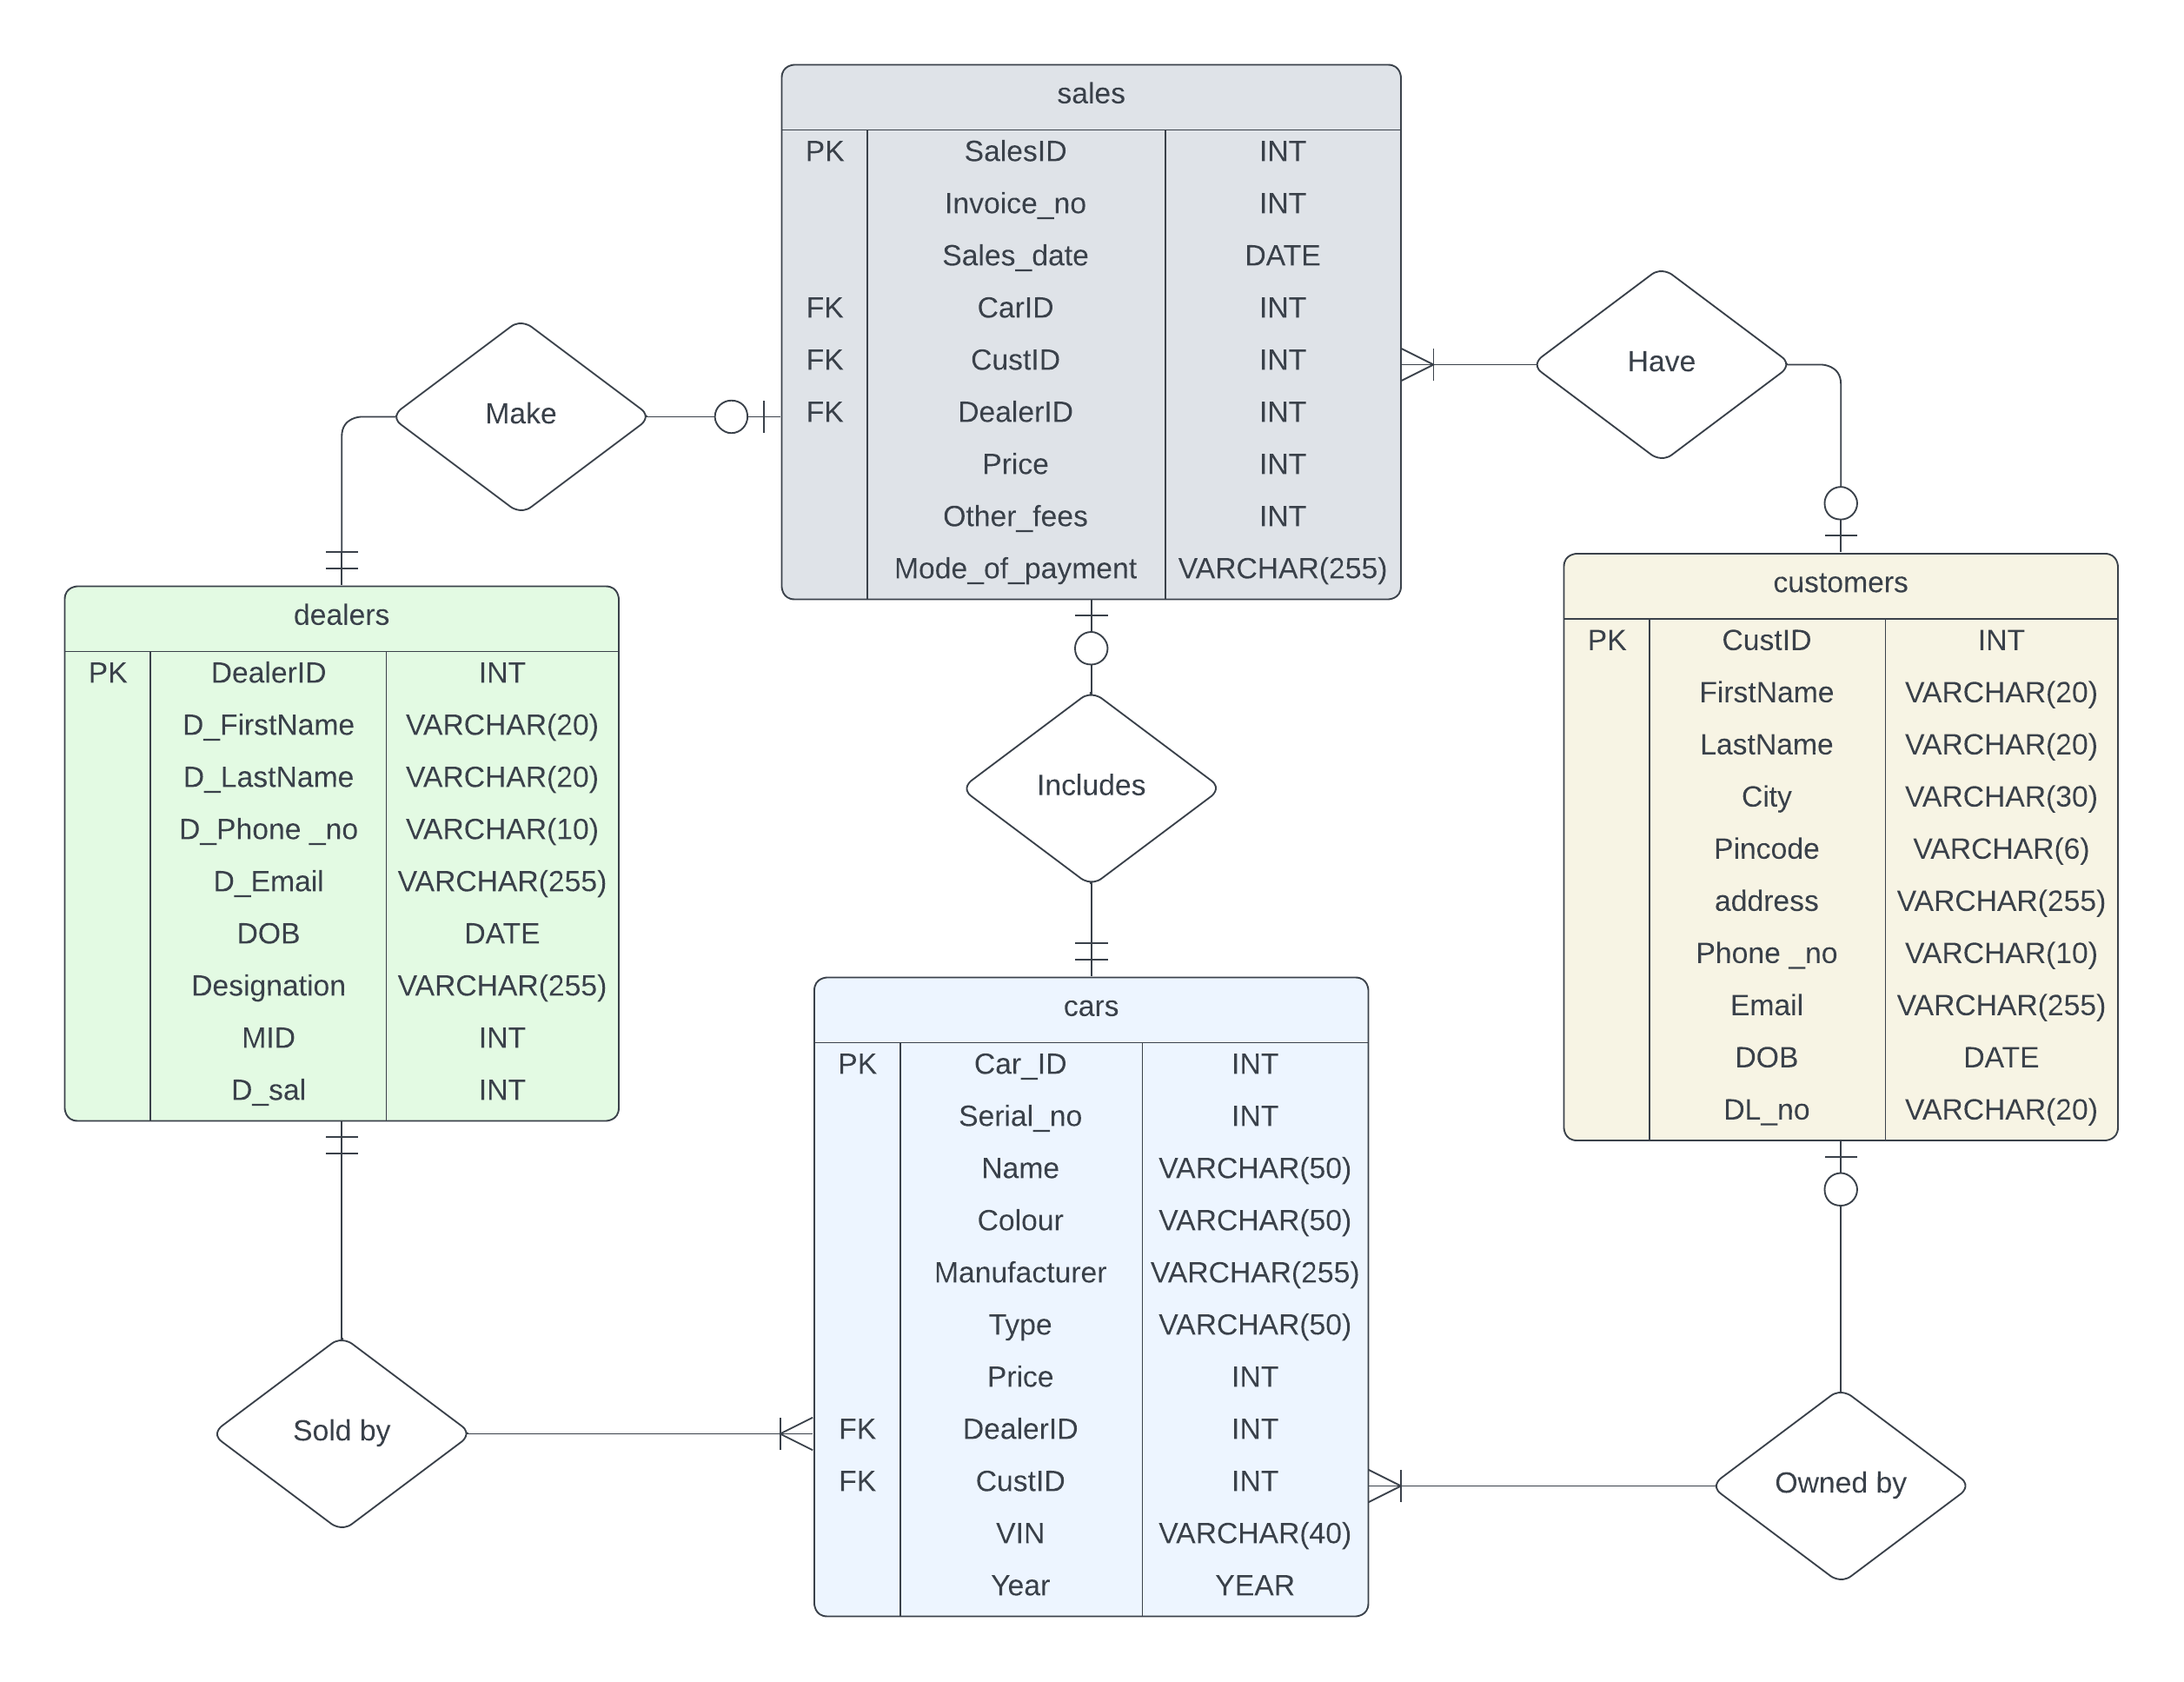 sales
PK SalesID INT
Invoice_no INT
Sales_date DATE
FK CarID INT
FK CustID INT
FK DealerID INT
Price INT
Other_fees INT
Mode_of_payment VARCHAR(255)
Make
Have
dealers
PK DealerID INT
D_FirstName VARCHAR(20)
D_LastName VARCHAR(20)
D_Phone _no VARCHAR(10)
D_Email VARCHAR(255)
DOB DATE
Designation VARCHAR(255)
MID INT
D_sal INT
Includes
customers
PK CustID INT
FirstName VARCHAR(20)
LastName VARCHAR(20)
City VARCHAR(30)
Pincode VARCHAR(6)
address VARCHAR(255)
Phone _no VARCHAR(10)
Email VARCHAR(255)
DOB DATE
DL_no VARCHAR(20)
cars
PK Car_ID INT
Serial_no INT
Name VARCHAR(50)
Colour VARCHAR(50)
Manufacturer VARCHAR(255)
Type VARCHAR(50)
Price INT
FK DealerID INT
FK CustID INT
VIN VARCHAR(40)
Year YEAR
Sold by
Owned by